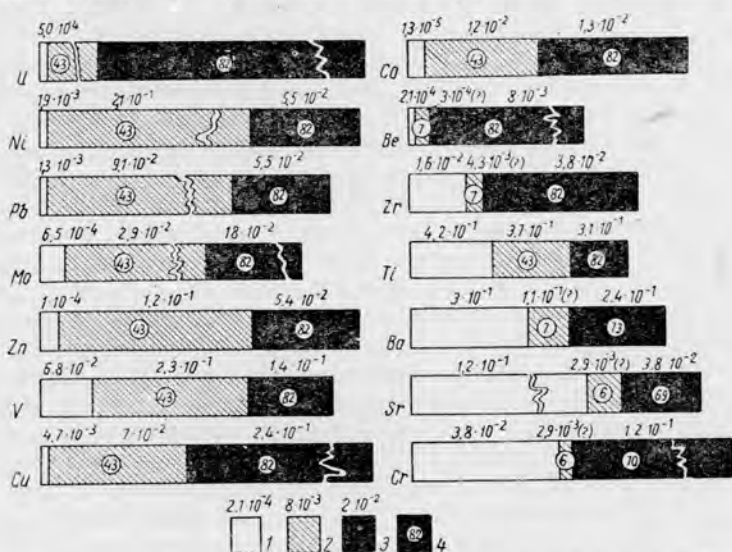 5,0 10⁴
U 43 82
1,9·10⁻³ 2,1·10⁻¹ 5,5·10⁻²
Ni 43 82
1,3·10⁻³ 9,1·10⁻² 5,5·10⁻²
Pb 43 82
6,5·10⁻⁴ 2,9·10⁻² 18·10⁻²
Mo 43 82
1·10⁻⁴ 1,2·10⁻¹ 5,4·10⁻²
Zn 43 82
6,8·10⁻² 2,3·10⁻¹ 1,4·10⁻¹
V 43 82
4,7·10⁻³ 7·10⁻² 2,4·10⁻¹
Cu 43 82
1,3·10⁻⁵ 1,2·10⁻² 1,3·10⁻²
Co 43 82
2,1·10⁻⁴ 3·10⁻⁴(?) 8·10⁻³
Be 7 82
1,6·10⁻² 4,3·10⁻³(?) 3,8·10⁻²
Zr 7 82
4,2·10⁻¹ 3,7·10⁻¹ 3,1·10⁻¹
Ti 43 82
3·10⁻¹ 1,1·10⁻¹(?) 2,4·10⁻¹
Ba 7 73
1,2·10⁻¹ 2,9·10⁻³(?) 3,8·10⁻²
Sr 6 69
3,8·10⁻² 2,9·10⁻³(?) 1 2·10⁻¹
Cr 6 70
2,1·10⁻⁴ 8·10⁻³ 2·10⁻²
1 2 3 82 4